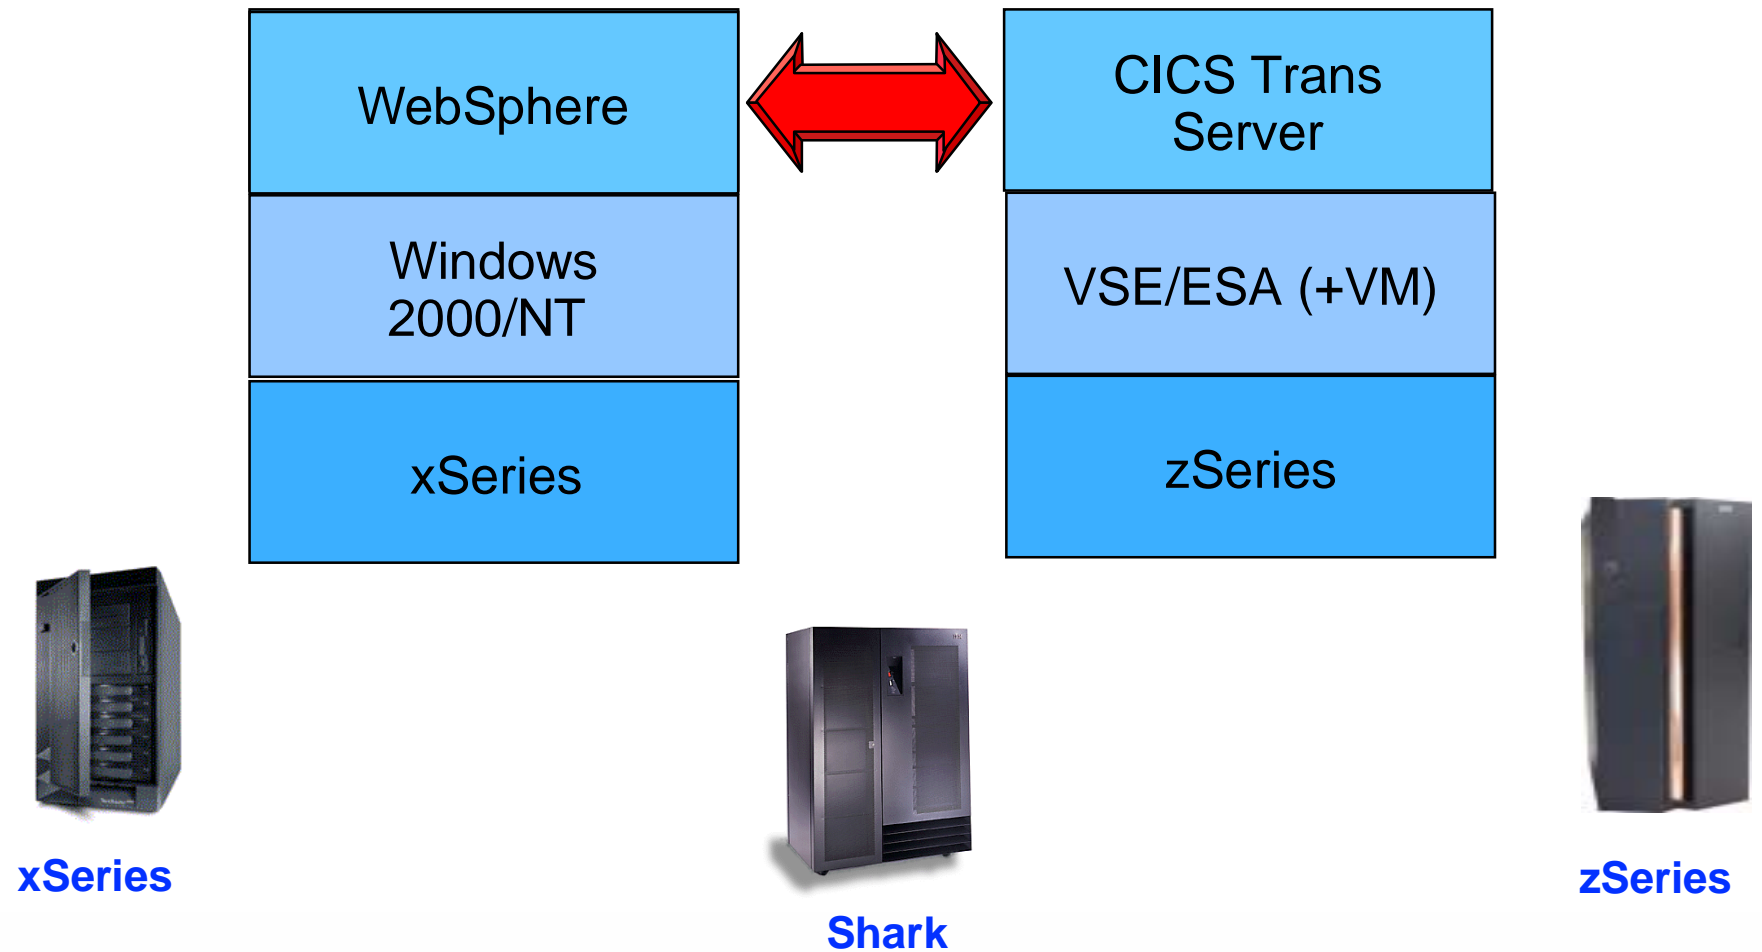 WebSphere
CICS Trans
Server
Windows
2000/NT
VSE/ESA (+VM)
xSeries
zSeries
xSeries
zSeries
Shark